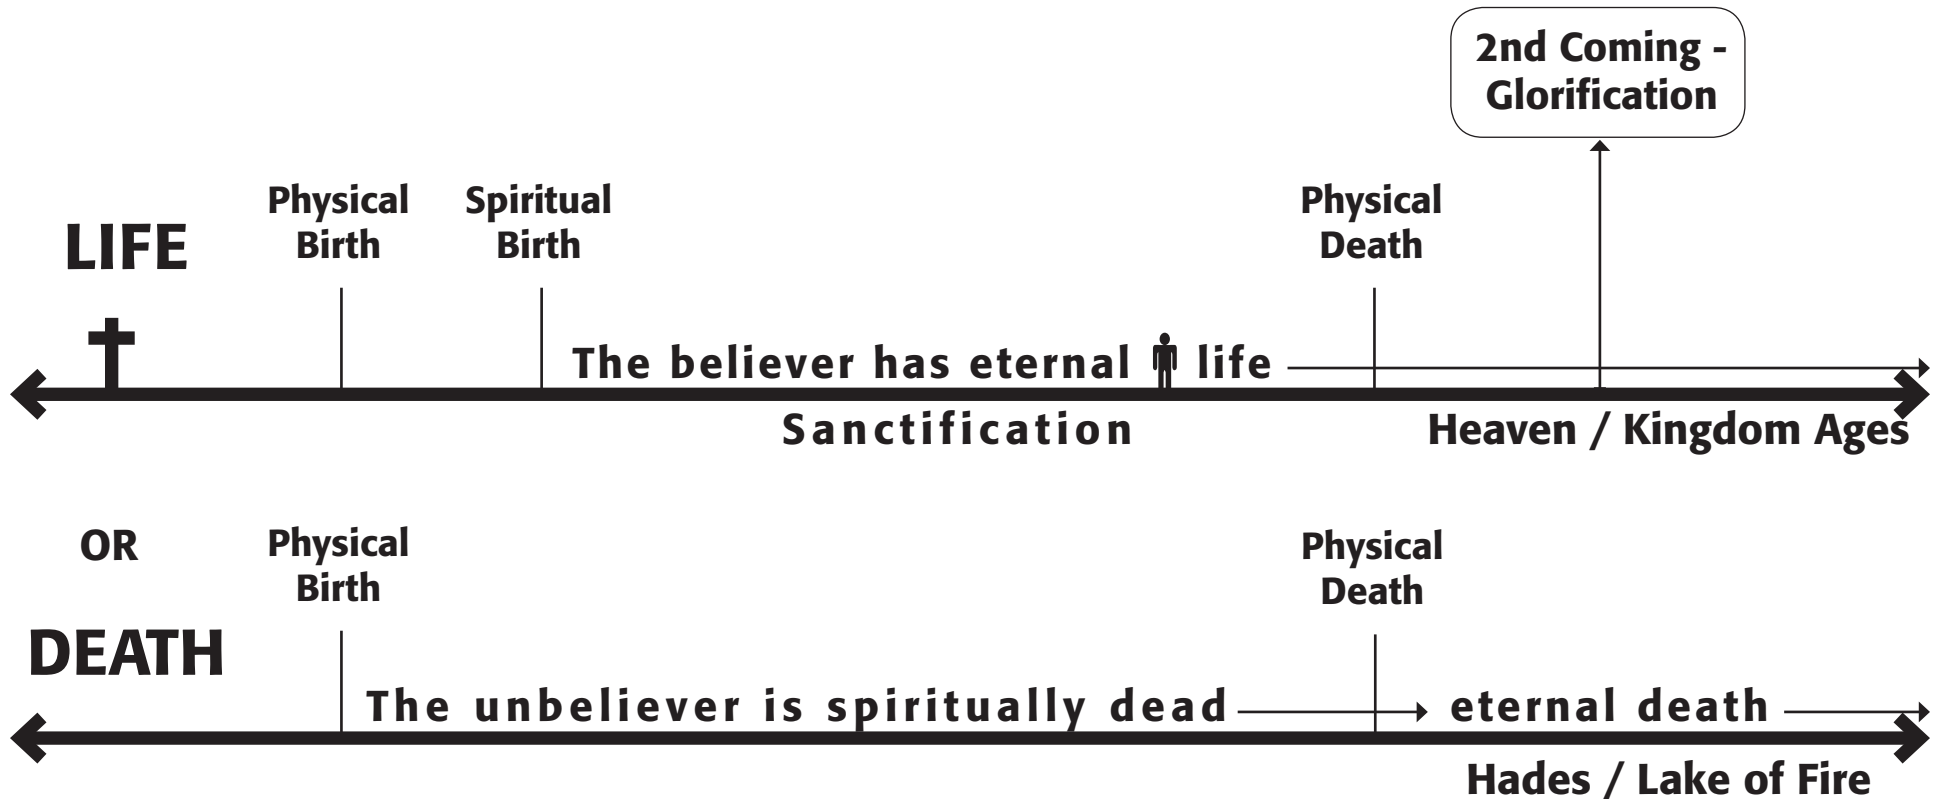 2nd Coming -
Glorification
Physical
Birth
Spiritual
Birth
Physical
Death
LIFE
The believer has eternal life
Sanctification
Heaven / Kingdom Ages
OR
Physical
Birth
Physical
Death
DEATH
The unbeliever is spiritually dead eternal death
Hades / Lake of Fire